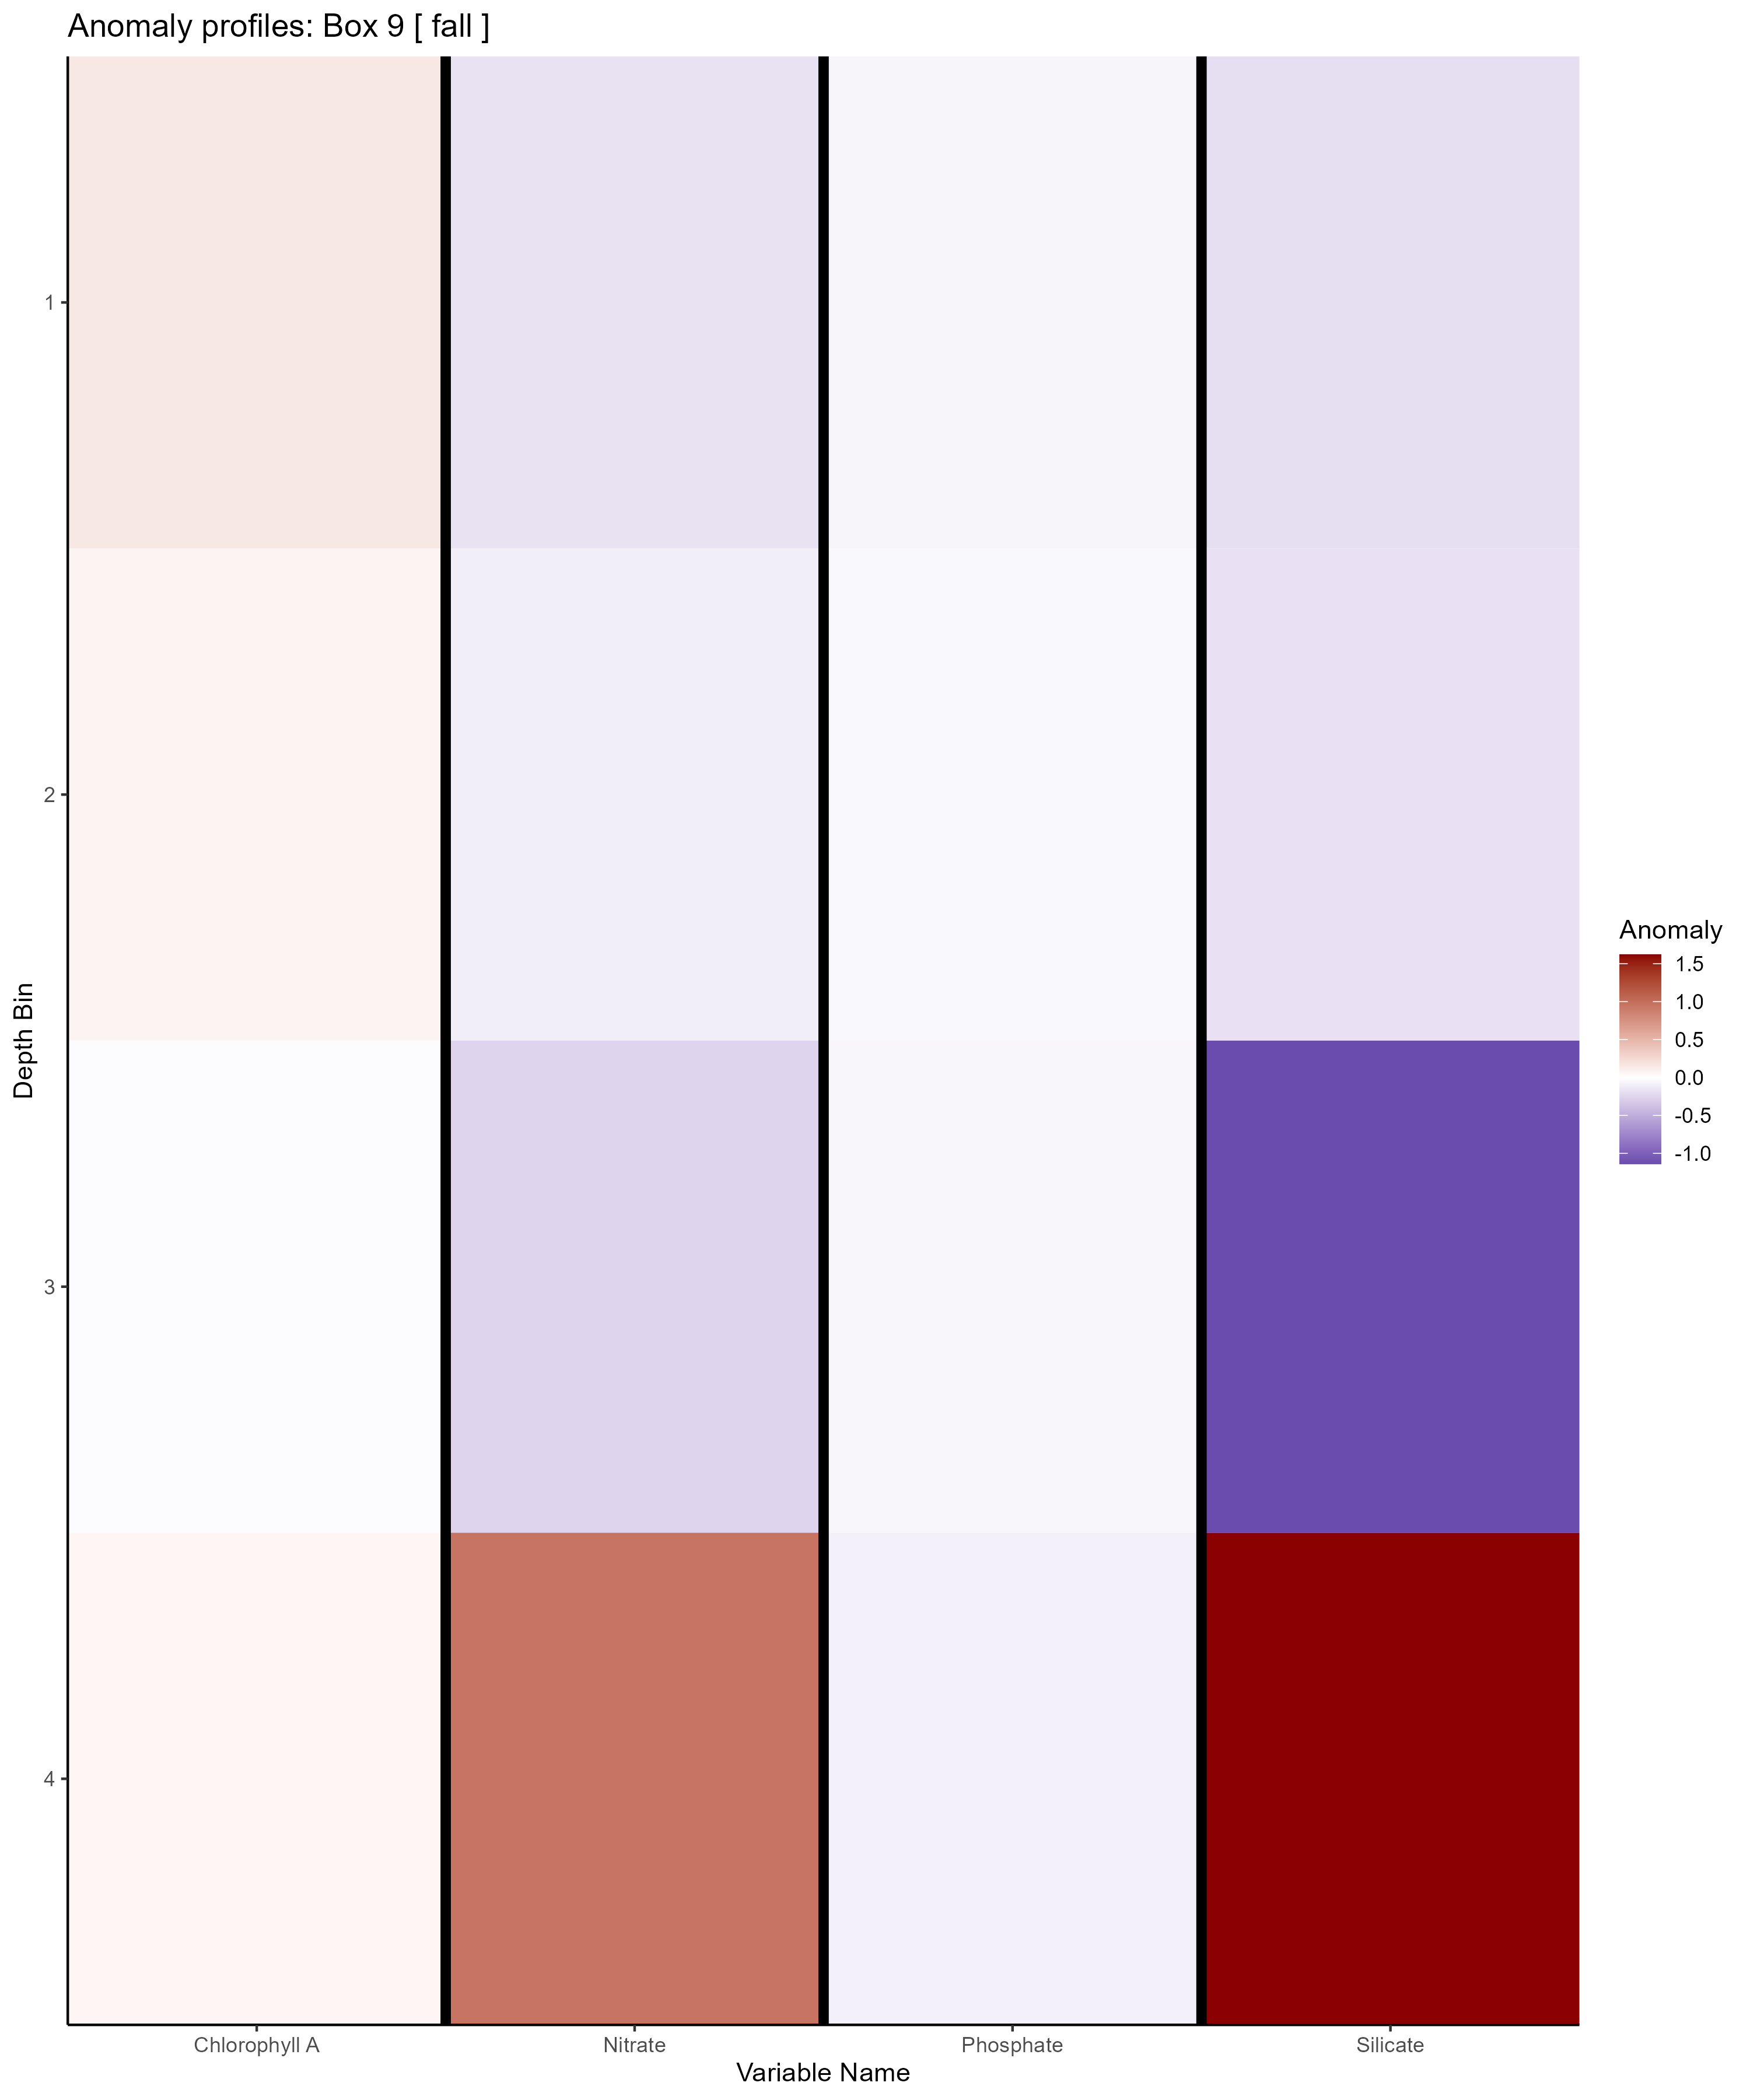 Anomaly profiles: Box 9 [ fall ]
1
2
3
4
Depth Bin
Chlorophyll A
Nitrate
Phosphate
Silicate
Variable Name
Anomaly
1.5
1.0
0.5
0.0
-0.5
-1.0